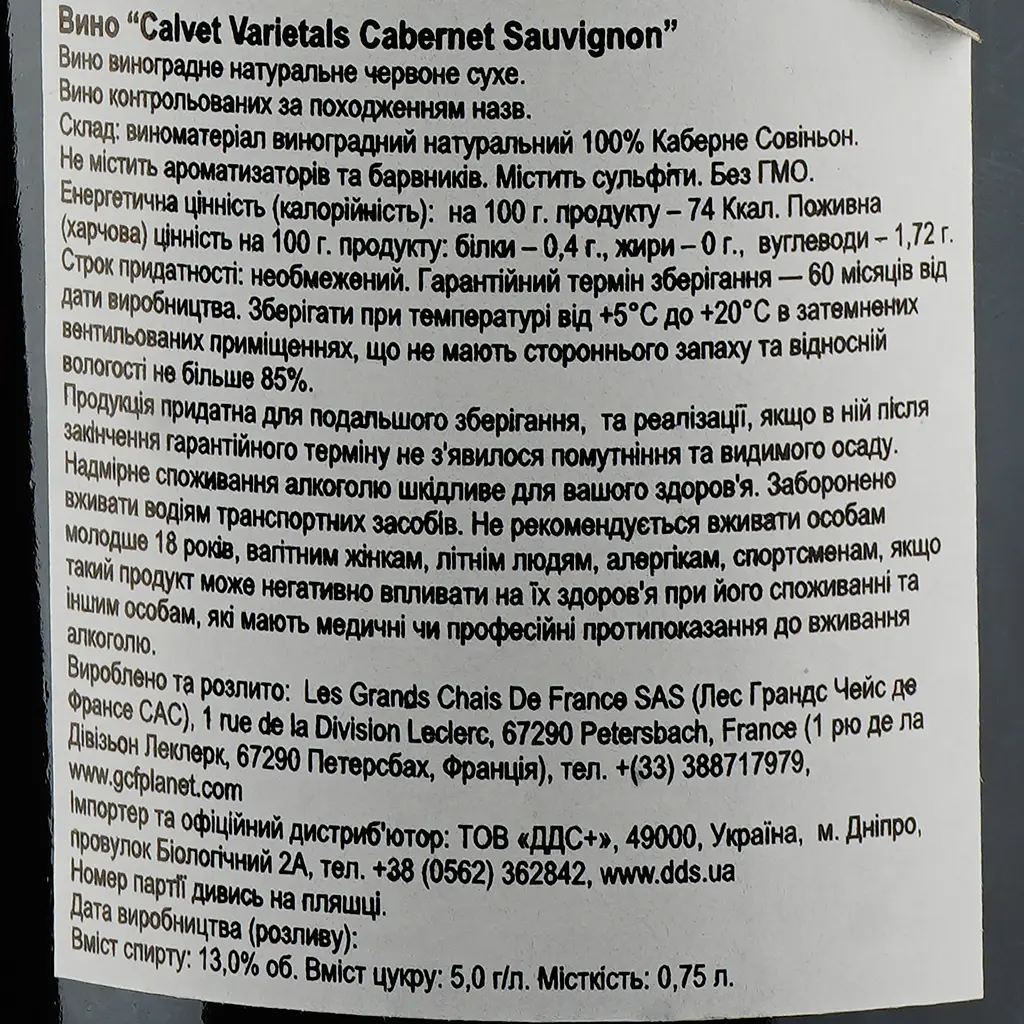 Вино “Calvet Varietals Cabernet Sauvignon”
Вино виноградне натуральне червоне сухе.
Вино контрольованих за походженням назв.
Склад: виноматеріал виноградний натуральний 100% Каберне Совіньон.
Не містить ароматизаторів та барвників. Містить сульфіти. Без ГМО.
Енергетична цінність (калорійність): на 100 г. продукту – 74 Ккал. Поживна
(харчова) цінність на 100 г. продукту: білки – 0,4 г., жири – 0 г., вуглеводи – 1,72 г.
Строк придатності: необмежений. Гарантійний термін зберігання — 60 місяців від
дати виробництва. Зберігати при температурі від +5°C до +20°C в затемнених
вентильованих приміщеннях, що не мають стороннього запаху та відносній
вологості не більше 85%.
Продукція придатна для подальшого зберігання, та реалізації, якщо в ній після
закінчення гарантійного терміну не з'явилося помутніння та видимого осаду.
Надмірне споживання алкоголю шкідливе для вашого здоров'я. Заборонено
вживати водіям транспортних засобів. Не рекомендується вживати особам
молодше 18 років, вагітним жінкам, літнім людям, алергікам, спортсменам, якщо
такий продукт може негативно впливати на їх здоров'я при його споживанні та
іншим особам, які мають медичні чи професійні протипоказання до вживання
алкоголю.
Вироблено та розлито: Les Grands Chais De France SAS (Лес Грандс Чейс де
Франсе САС), 1 rue de la Division Leclerc, 67290 Petersbach, France (1 рю де ла
Дівізьон Леклерк, 67290 Петерсбах, Франція), тел. +(33) 388717979,
www.gcfplanet.com
Імпортер та офіційний дистриб'ютор: ТОВ «ДДС+», 49000, Україна, м. Дніпро,
провулок Біологічний 2А, тел. +38 (0562) 362842, www.dds.ua
Номер партії дивись на пляшці.
Дата виробництва (розливу):
Вміст спирту: 13,0% об. Вміст цукру: 5,0 г/л. Місткість: 0,75 л.